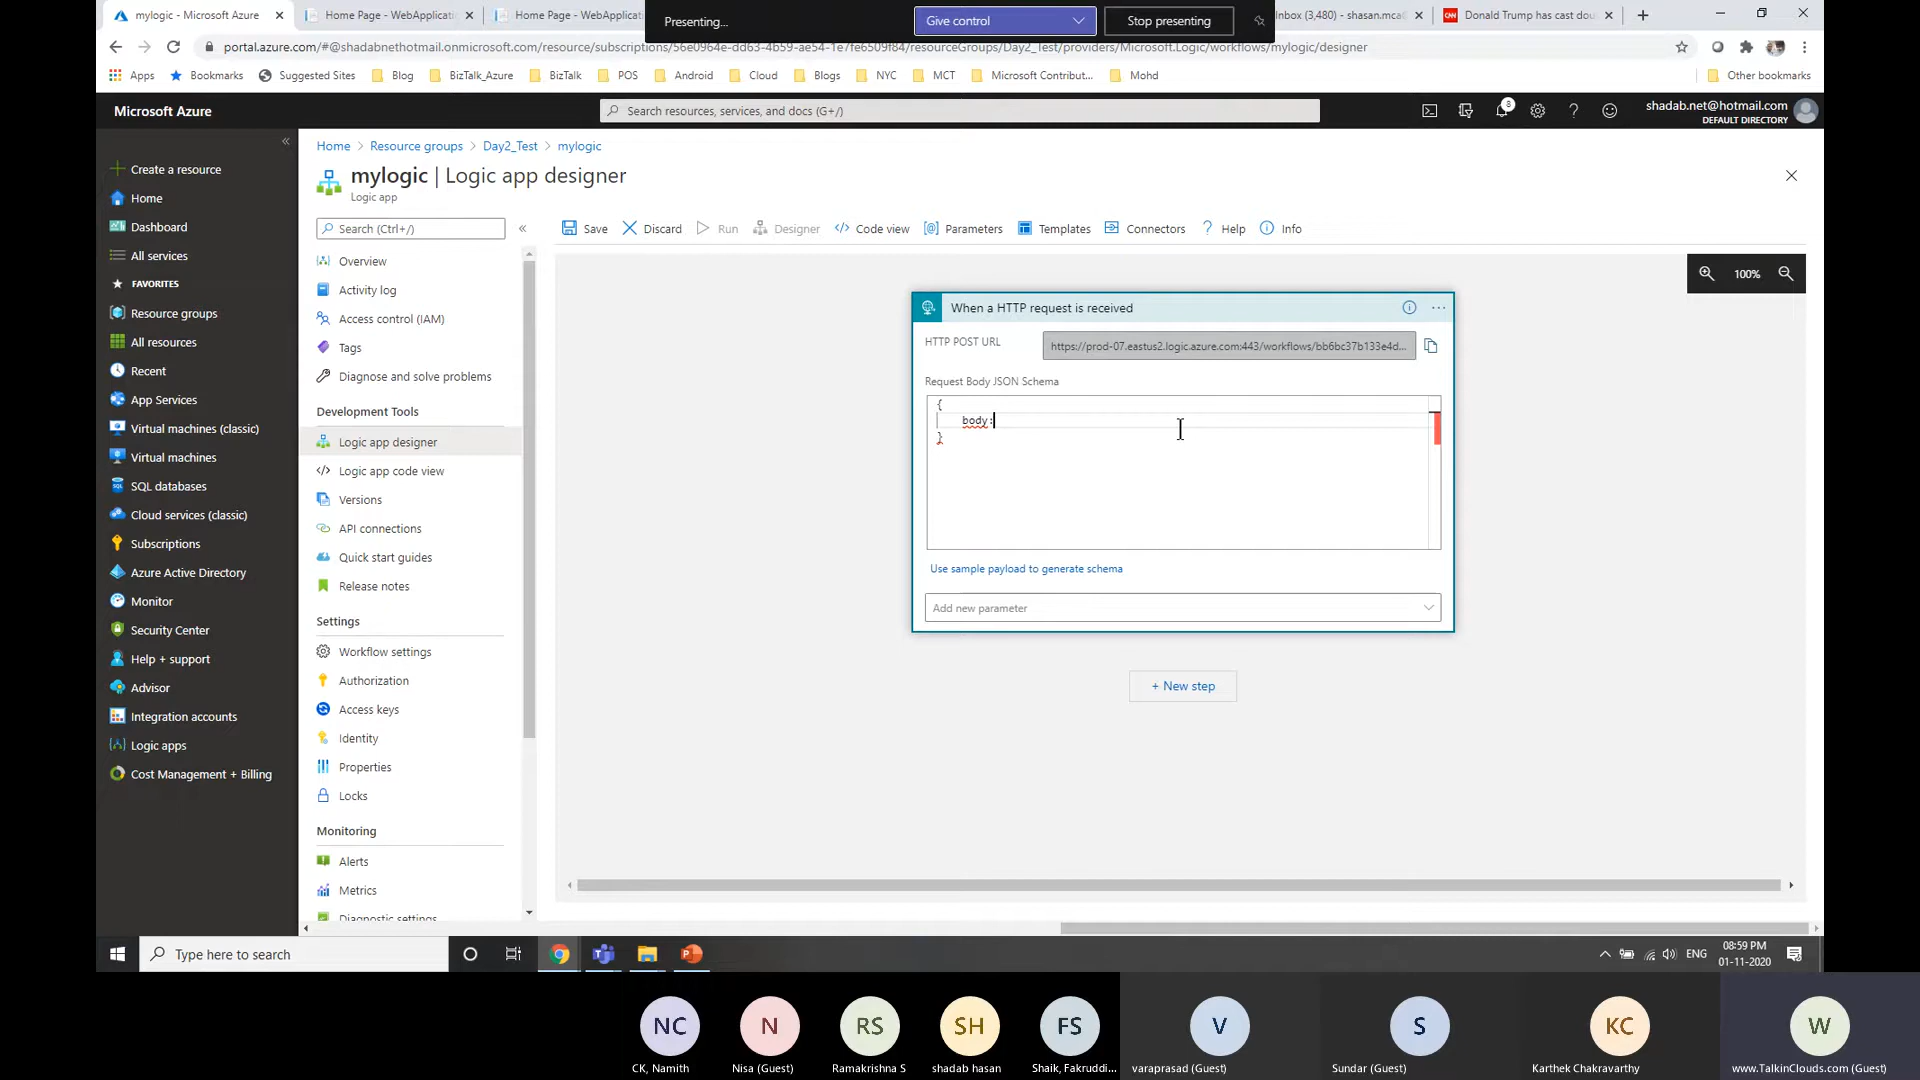 mylogic - Microsoft Azure
Home Page - WebApplicatio
Home Page - WebApplicati
Presenting...
Give control
Stop presenting
Inbox (3,480) - shasan.mca
Donald Trump has cast dou
portal.azure.com/#@shadabnethotmail.onmicrosoft.com/resource/subscriptions/56e0964e-dd63-4b59-ae54-1e7fe6509f84/resourceGroups/Day2_Test/providers/Microsoft.Logic/workflows/mylogic/designer
Apps
Bookmarks
Suggested Sites
Blog
BizTalk_Azure
BizTalk
POS
Android
Cloud
Blogs
NYC
MCT
Microsoft Contribut...
Mohd
Other bookmarks
Microsoft Azure
Search resources, services, and docs (G+/)
8
shadab.net@hotmail.com
DEFAULT DIRECTORY
Create a resource
Home
Dashboard
All services
FAVORITES
Resource groups
All resources
Recent
App Services
Virtual machines (classic)
Virtual machines
SQL databases
Cloud services (classic)
Subscriptions
Azure Active Directory
Monitor
Security Center
Help + support
Advisor
Integration accounts
Logic apps
Cost Management + Billing
Home > Resource groups > Day2_Test > mylogic
mylogic | Logic app designer
Logic app
Search (Ctrl+/)
Overview
Activity log
Access control (IAM)
Tags
Diagnose and solve problems
Development Tools
Logic app designer
Logic app code view
Versions
API connections
Quick start guides
Release notes
Settings
Workflow settings
Authorization
Access keys
Identity
Properties
Locks
Monitoring
Alerts
Metrics
Diagnostic settings
Save
Discard
Run
Designer
Code view
Parameters
Templates
Connectors
Help
Info
100%
When a HTTP request is received
HTTP POST URL
https://prod-07.eastus2.logic.azure.com:443/workflows/bb6bc37b133e4d...
Request Body JSON Schema
{
body:
}
Use sample payload to generate schema
Add new parameter
+ New step
Type here to search
ENG
08:59 PM
01-11-2020
NC
CK, Namith
N
Nisa (Guest)
RS
Ramakrishna S
SH
shadab hasan
FS
Shaik, Fakruddi...
V
varaprasad (Guest)
S
Sundar (Guest)
KC
Karthek Chakravarthy
W
www.TalkinClouds.com (Guest)